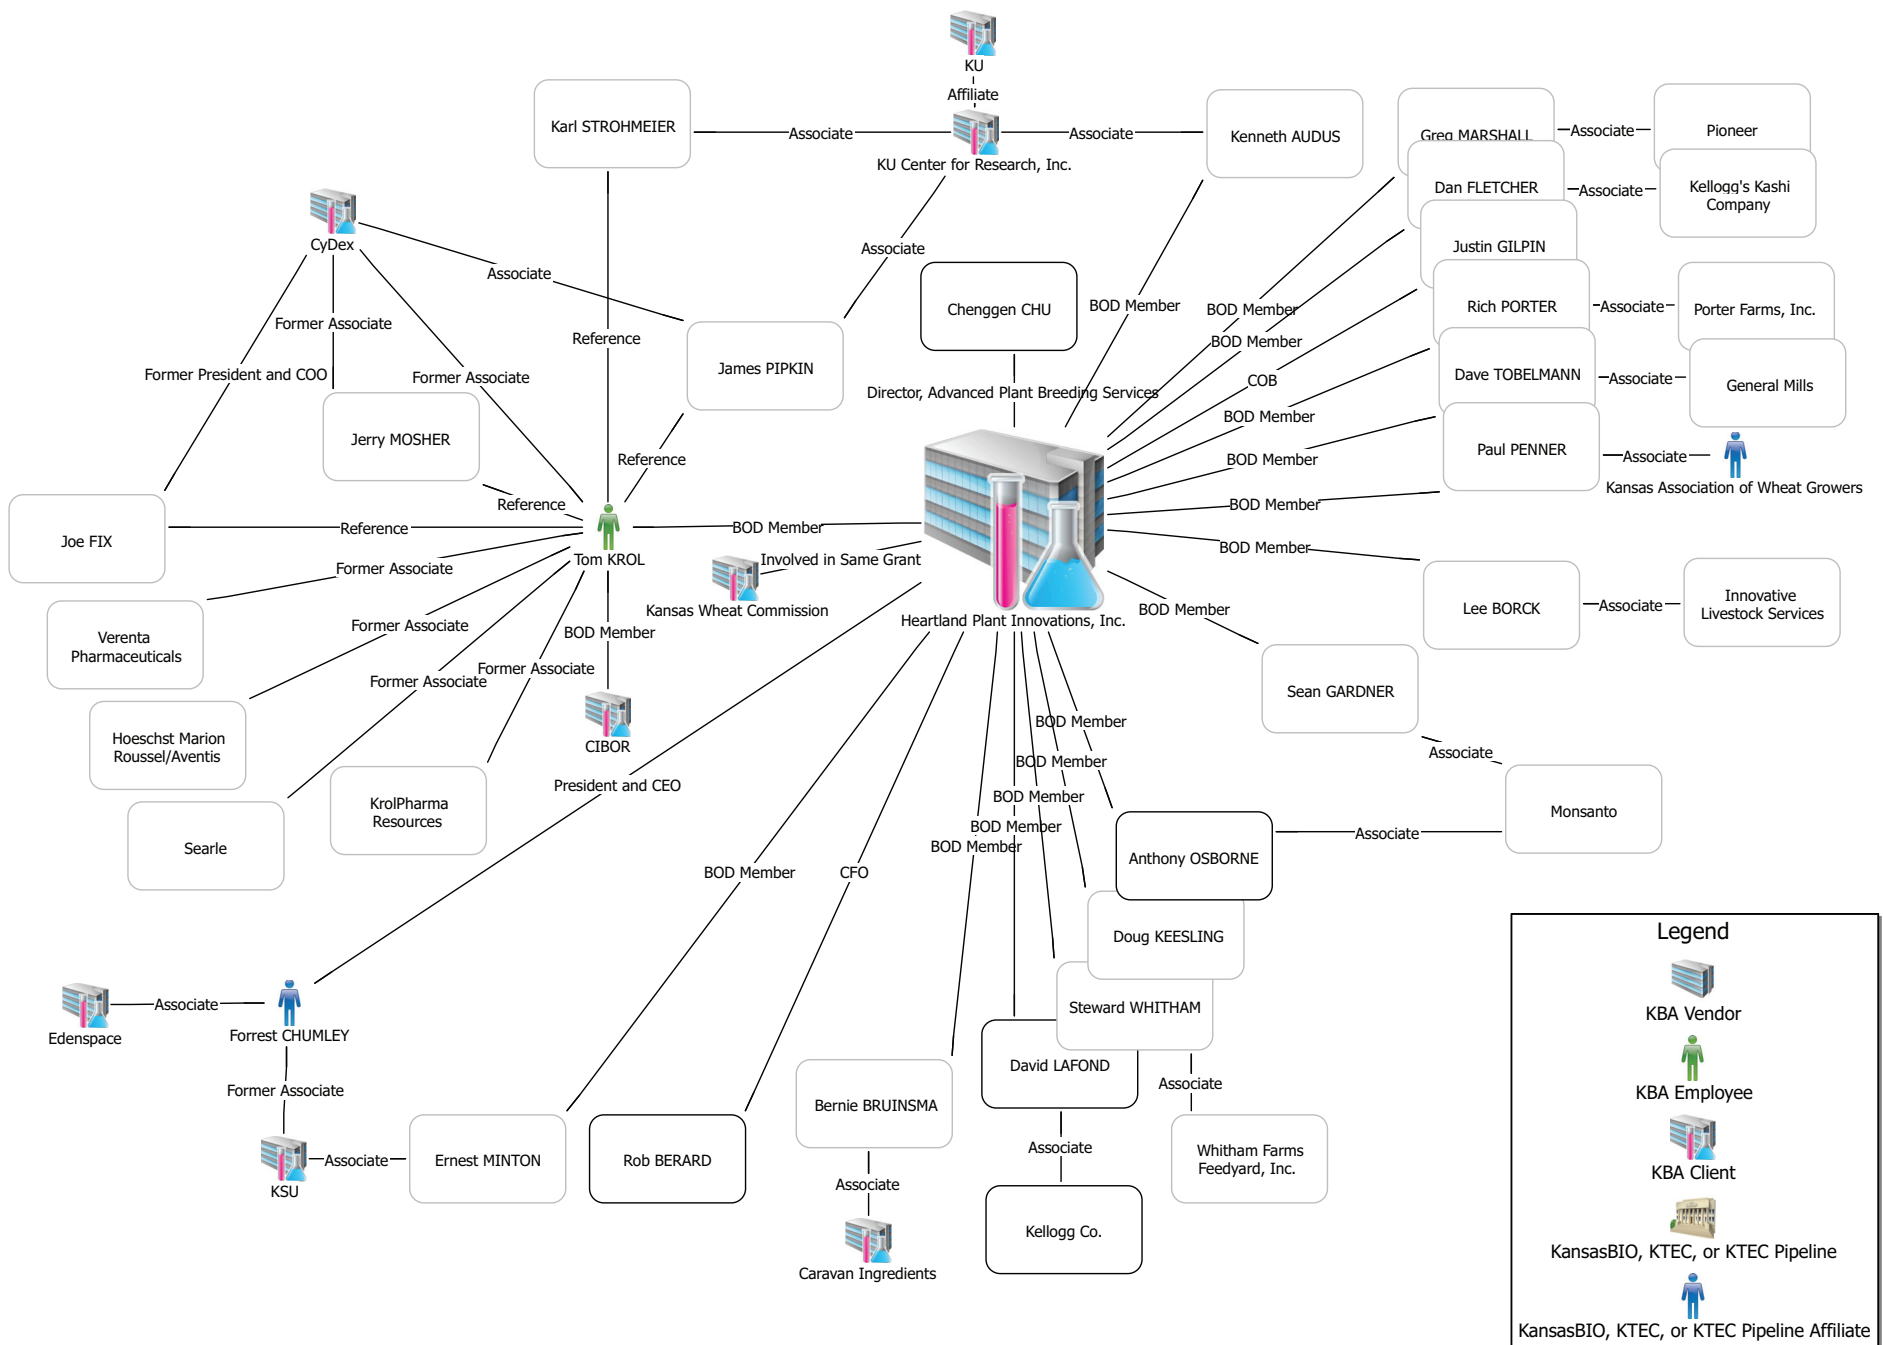 KU
Affiliate
Karl STROHMEIER
Associate
KU Center for Research, Inc.
Associate
Kenneth AUDUS
Greg MARSHALL
Associate
Pioneer
Dan FLETCHER
Associate
Kellogg's Kashi
Company
CyDex
Associate
Associate
Justin GILPIN
Chenggen CHU
BOD Member
BOD Member
Rich PORTER
Associate
Porter Farms, Inc.
Former Associate
Reference
BOD Member
James PIPKIN
Former President and COO
Former Associate
Director, Advanced Plant Breeding Services
COB
Dave TOBELMANN
Associate
General Mills
BOD Member
Jerry MOSHER
Reference
BOD Member
Paul PENNER
Associate
Kansas Association of Wheat Growers
Reference
BOD Member
Joe FIX
Reference
Tom KROL
BOD Member
BOD Member
Former Associate
Involved in Same Grant
Kansas Wheat Commission
Heartland Plant Innovations, Inc.
BOD Member
Lee BORCK
Associate
Innovative
Livestock Services
Verenta
Pharmaceuticals
Former Associate
BOD Member
Former Associate
Former Associate
Sean GARDNER
Hoeschst Marion
Roussel/Aventis
CIBOR
BOD Member
Associate
BOD Member
President and CEO
BOD Member
Monsanto
KrolPharma
Resources
Searle
BOD Member
BOD Member
Associate
Anthony OSBORNE
BOD Member
CFO
Doug KEESLING
Steward WHITHAM
Edenspace
Associate
Forrest CHUMLEY
David LAFOND
Former Associate
Associate
Bernie BRUINSMA
KSU
Associate
Ernest MINTON
Rob BERARD
Associate
Whitham Farms
Feedyard, Inc.
Associate
Kellogg Co.
Caravan Ingredients
Legend
KBA Vendor
KBA Employee
KBA Client
KansasBIO, KTEC, or KTEC Pipeline
KansasBIO, KTEC, or KTEC Pipeline Affiliate